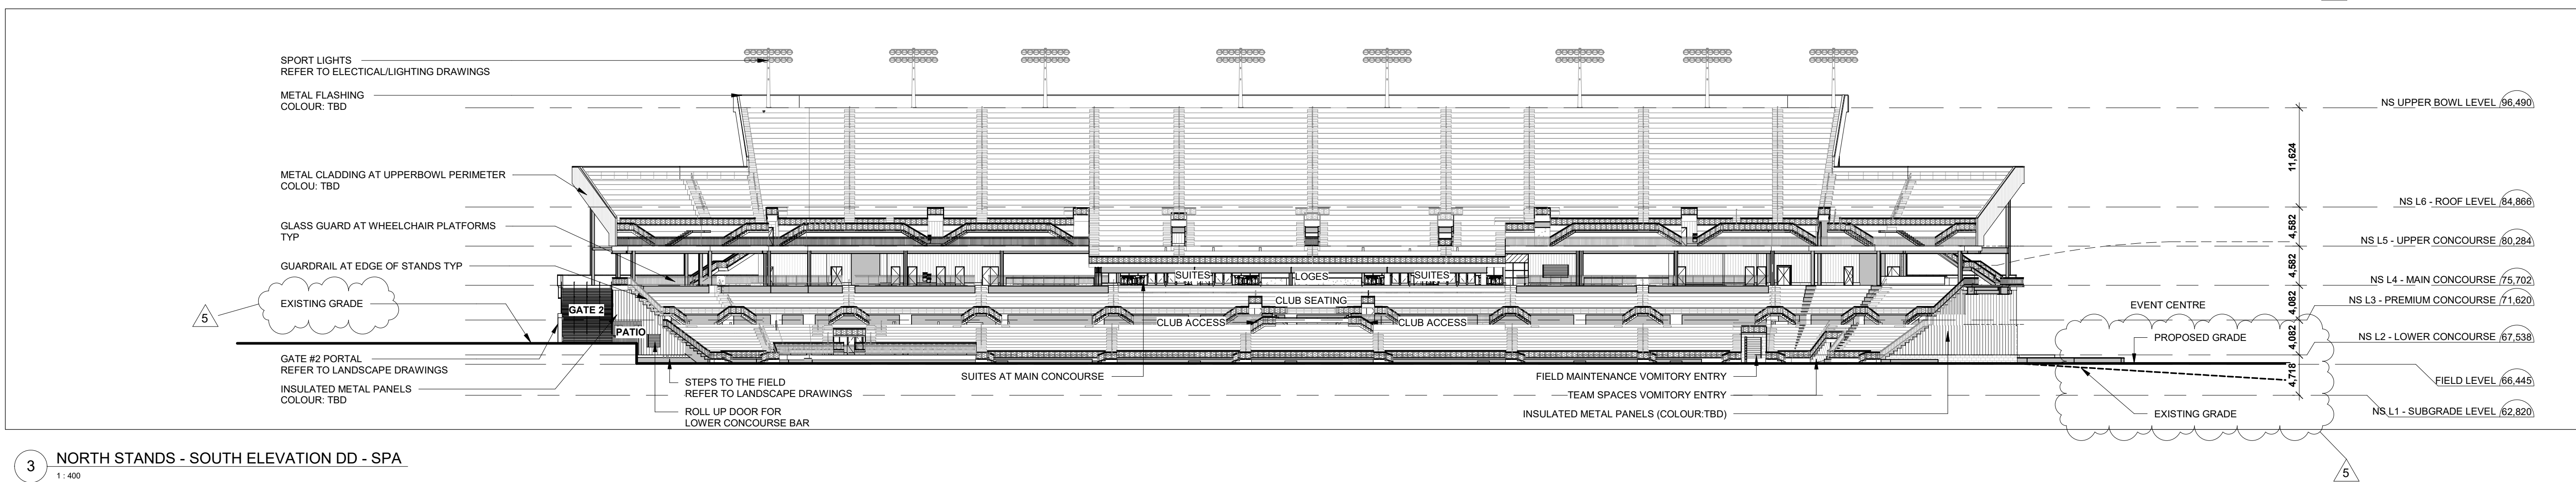 SPORT LIGHTS
REFER TO ELECTICAL/LIGHTING DRAWINGS
METAL FLASHING
COLOUR: TBD
METAL CLADDING AT UPPERBOWL PERIMETER
COLOU: TBD
GLASS GUARD AT WHEELCHAIR PLATFORMS
TYP
GUARDRAIL AT EDGE OF STANDS TYP
EXISTING GRADE
5
GATE #2 PORTAL
REFER TO LANDSCAPE DRAWINGS
INSULATED METAL PANELS
COLOUR: TBD
GATE 2
PATIO
STEPS TO THE FIELD
REFER TO LANDSCAPE DRAWINGS
ROLL UP DOOR FOR
LOWER CONCOURSE BAR
SUITES
LOGES
SUITES
CLUB SEATING
CLUB ACCESS
CLUB ACCESS
SUITES AT MAIN CONCOURSE
FIELD MAINTENANCE VOMITORY ENTRY
TEAM SPACES VOMITORY ENTRY
INSULATED METAL PANELS (COLOUR:TBD)
EVENT CENTRE
PROPOSED GRADE
EXISTING GRADE
11,624
4,582
4,582
4,082
4,082
4,718
NS UPPER BOWL LEVEL 96,490
NS L6 - ROOF LEVEL 84,866
NS L5 - UPPER CONCOURSE 80,284
NS L4 - MAIN CONCOURSE 75,702
NS L3 - PREMIUM CONCOURSE 71,620
NS L2 - LOWER CONCOURSE 67,538
FIELD LEVEL 66,445
NS L1 - SUBGRADE LEVEL 62,820
5
3 NORTH STANDS - SOUTH ELEVATION DD - SPA
1 : 400